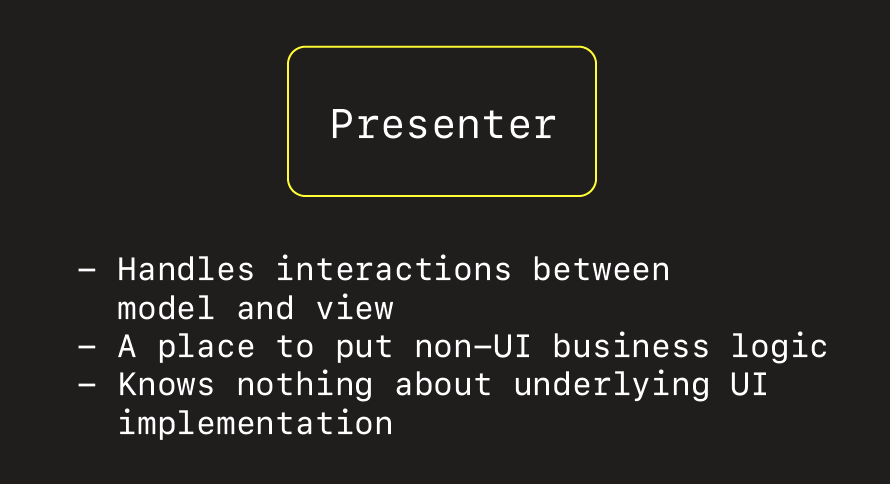 Presenter
– Handles interactions between
model and view
– A place to put non–UI business logic
– Knows nothing about underlying UI
implementation